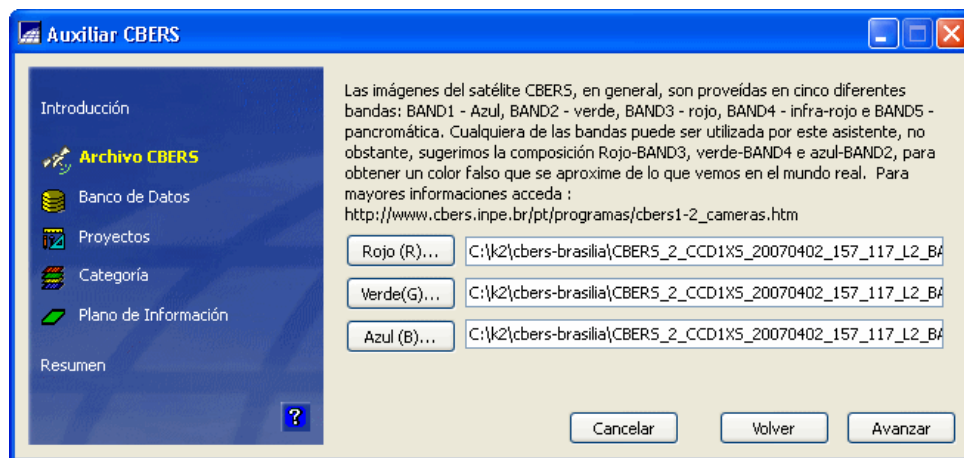 Auxiliar CBERS
Introducción
Archivo CBERS
Banco de Datos
Proyectos
Categoría
Plano de Información
Resumen
?
Las imágenes del satélite CBERS, en general, son proveídas en cinco diferentes
bandas: BAND1 - Azul, BAND2 - verde, BAND3 - rojo, BAND4 - infra-rojo e BAND5 -
pancromática. Cualquiera de las bandas puede ser utilizada por este asistente, no
obstante, sugerimos la composición Rojo-BAND3, verde-BAND4 e azul-BAND2, para
obtener un color falso que se aproxime de lo que vemos en el mundo real. Para
mayores informaciones acceda :
http://www.cbers.inpe.br/pt/programas/cbers1-2_cameras.htm
Rojo (R)... C:\k2\cbers-brasilia\CBERS_2_CCD1XS_20070402_157_117_L2_BA
Verde(G)... C:\k2\cbers-brasilia\CBERS_2_CCD1XS_20070402_157_117_L2_BA
Azul (B)... C:\k2\cbers-brasilia\CBERS_2_CCD1XS_20070402_157_117_L2_BA
Cancelar Volver Avanzar